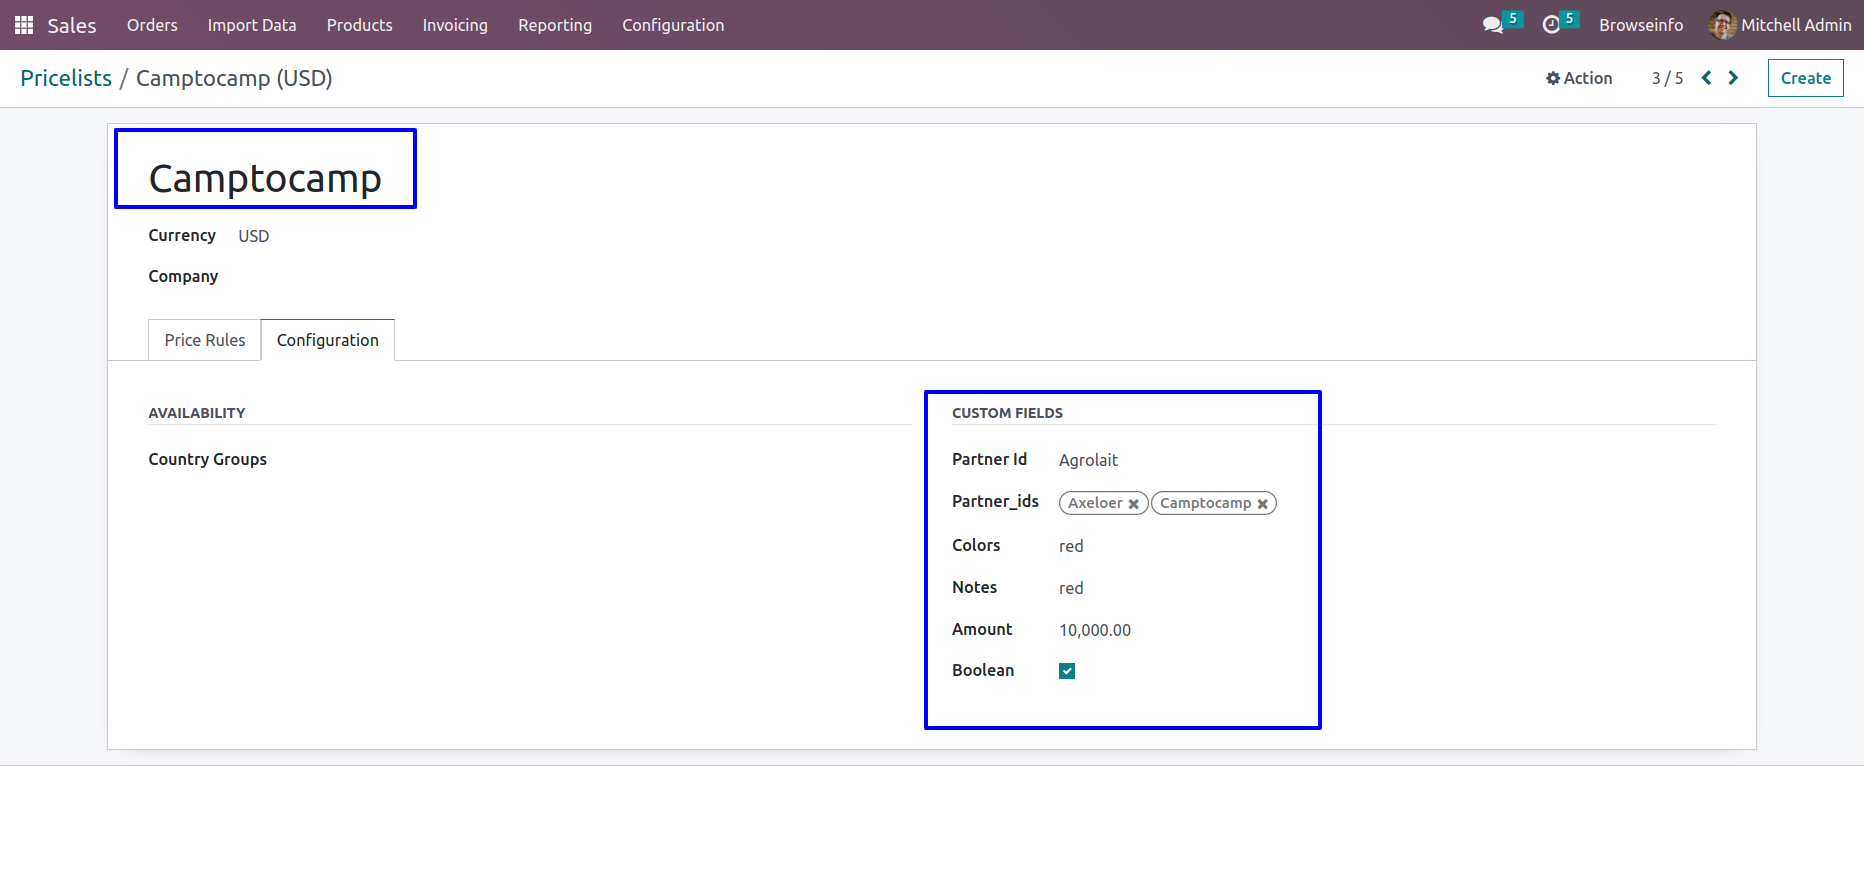 Sales Orders Import Data Products Invoicing Reporting Configuration 5 5 Browseinfo Mitchell Admin
Pricelists / Camptocamp (USD) Action 3 / 5 Create
Camptocamp
Currency USD
Company
Price Rules Configuration
AVAILABILITY CUSTOM FIELDS
Country Groups Partner Id Agrolait
Partner_ids Axeloer Camptocamp
Colors red
Notes red
Amount 10,000.00
Boolean